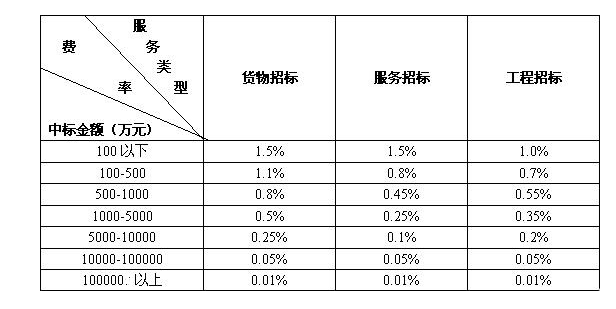 服务类型
费率
中标金额（万元）
货物招标 服务招标 工程招标
100以下 1.5% 1.5% 1.0%
100-500 1.1% 0.8% 0.7%
500-1000 0.8% 0.45% 0.55%
1000-5000 0.5% 0.25% 0.35%
5000-10000 0.25% 0.1% 0.2%
10000-100000 0.05% 0.05% 0.05%
100000.以上 0.01% 0.01% 0.01%